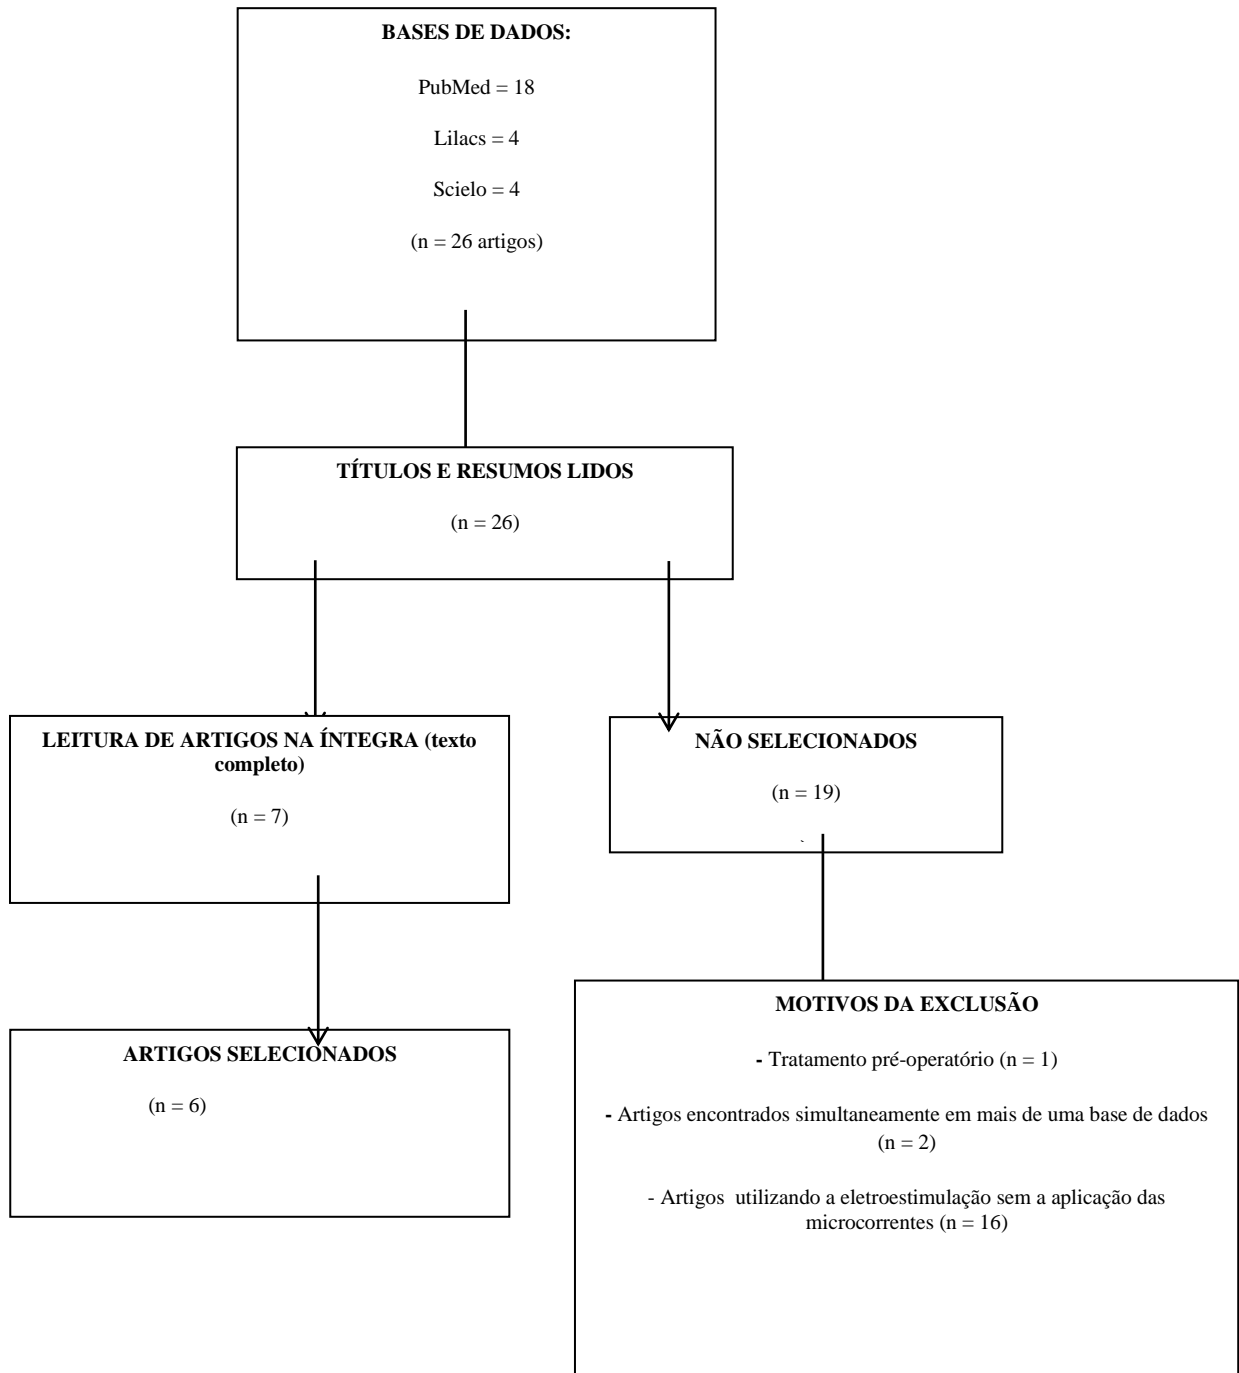 BASES DE DADOS:
PubMed = 18
Lilacs = 4
Scielo = 4
(n = 26 artigos)
TÍTULOS E RESUMOS LIDOS
(n = 26)
LEITURA DE ARTIGOS NA ÍNTEGRA (texto
completo)
(n = 7)
NÃO SELECIONADOS
(n = 19)
ARTIGOS SELECIONADOS
(n = 6)
MOTIVOS DA EXCLUSÃO
- Tratamento pré-operatório (n = 1)
- Artigos encontrados simultaneamente em mais de uma base de dados
(n = 2)
- Artigos utilizando a eletroestimulação sem a aplicação das
microcorrentes (n = 16)